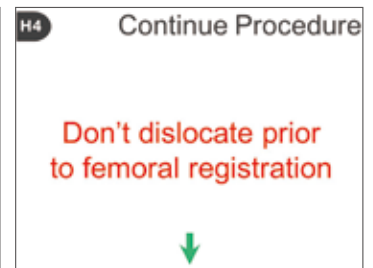 H4
Continue Procedure
Don't dislocate prior
to femoral registration